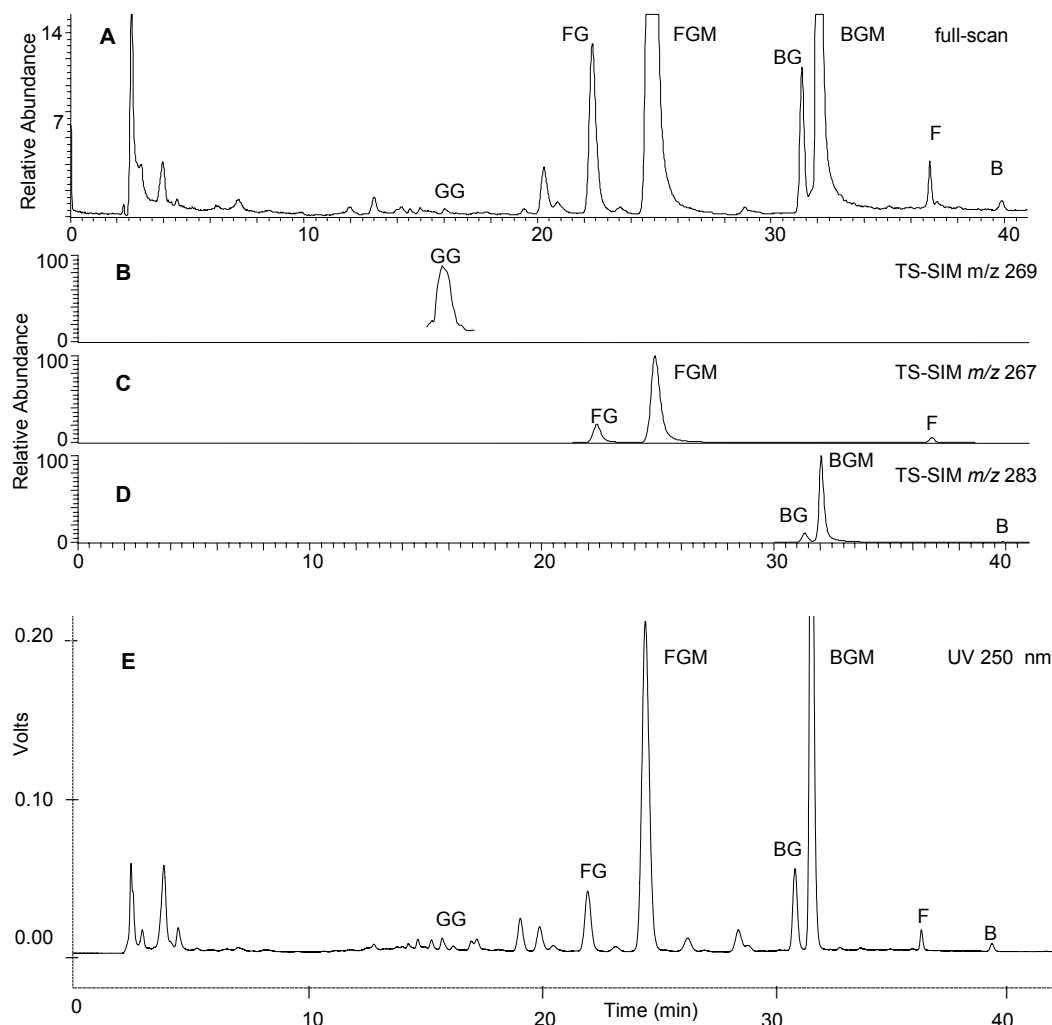 14
A
FG
FGM
BGM
full-scan
BG
Relative Abundance
7
F
GG
B
0
10
20
30
40
GG
100
B
TS-SIM m/z 269
0
Relative Abundance
100
C
FGM
TS-SIM m/z 267
FG
F
0
100
BGM
TS-SIM m/z 283
D
BG
B
0
0
10
20
30
40
0.20
E
FGM
BGM
UV 250 nm
Volts
0.10
BG
FG
GG
F
B
0.00
0
10
20
Time (min)
30
40